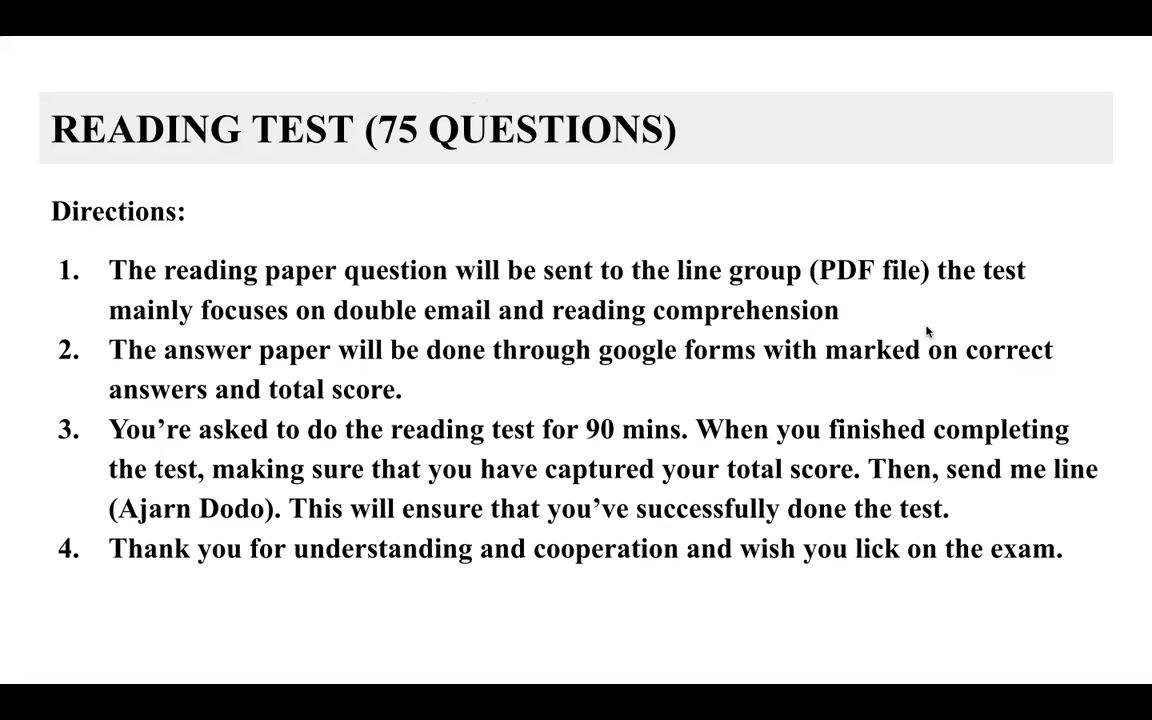 READING TEST (75 QUESTIONS)
Directions:
1. The reading paper question will be sent to the line group (PDF file) the test
mainly focuses on double email and reading comprehension
2. The answer paper will be done through google forms with marked on correct
answers and total score.
3. You’re asked to do the reading test for 90 mins. When you finished completing
the test, making sure that you have captured your total score. Then, send me line
(Ajarn Dodo). This will ensure that you’ve successfully done the test.
4. Thank you for understanding and cooperation and wish you lick on the exam.